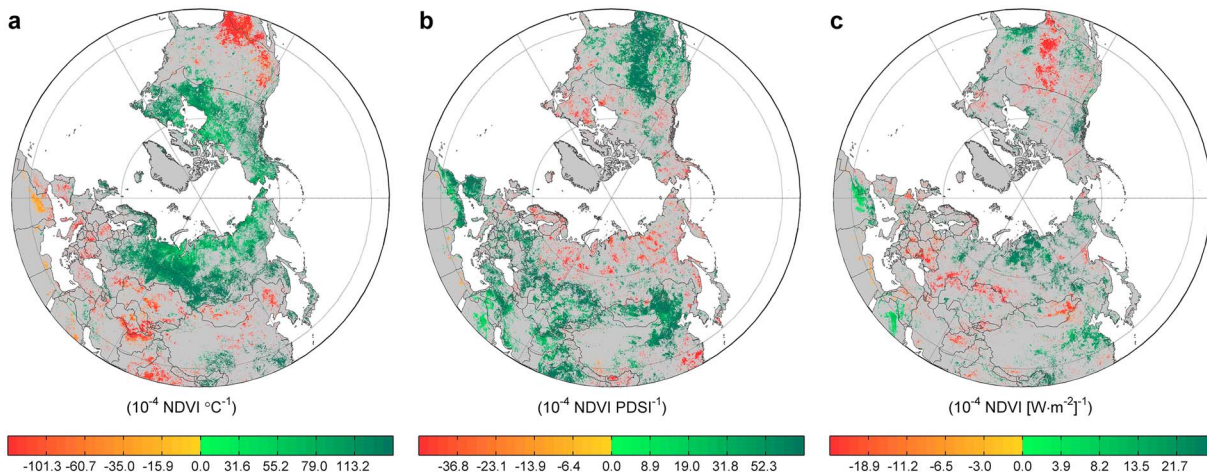 a b c
(10⁻⁴ NDVI °C⁻¹) (10⁻⁴ NDVI PDSI⁻¹) (10⁻⁴ NDVI [W·m⁻²]⁻¹)
-101.3 -60.7 -35.0 -15.9 0.0 31.6 55.2 79.0 113.2 -36.8 -23.1 -13.9 -6.4 0.0 8.9 19.0 31.8 52.3 -18.9 -11.2 -6.5 -3.0 0.0 3.9 8.2 13.5 21.7